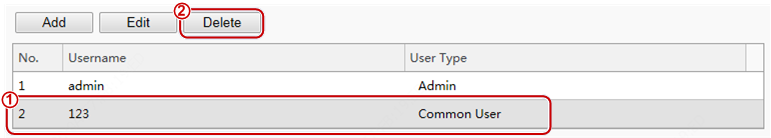 Add Edit 2 Delete
No. Username User Type
1 admin Admin
1
2 123 Common User